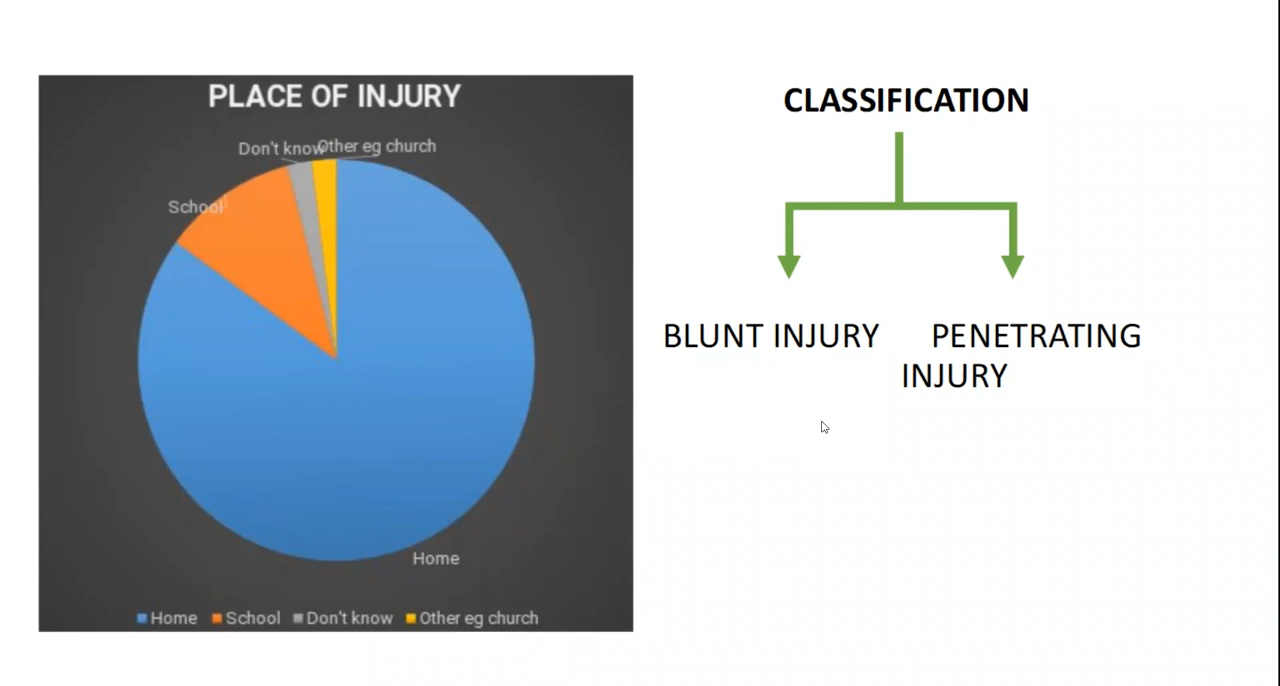 PLACE OF INJURY
Don't know
Other eg church
School
Home
Home School Don't know Other eg church
CLASSIFICATION
BLUNT INJURY PENETRATING
INJURY